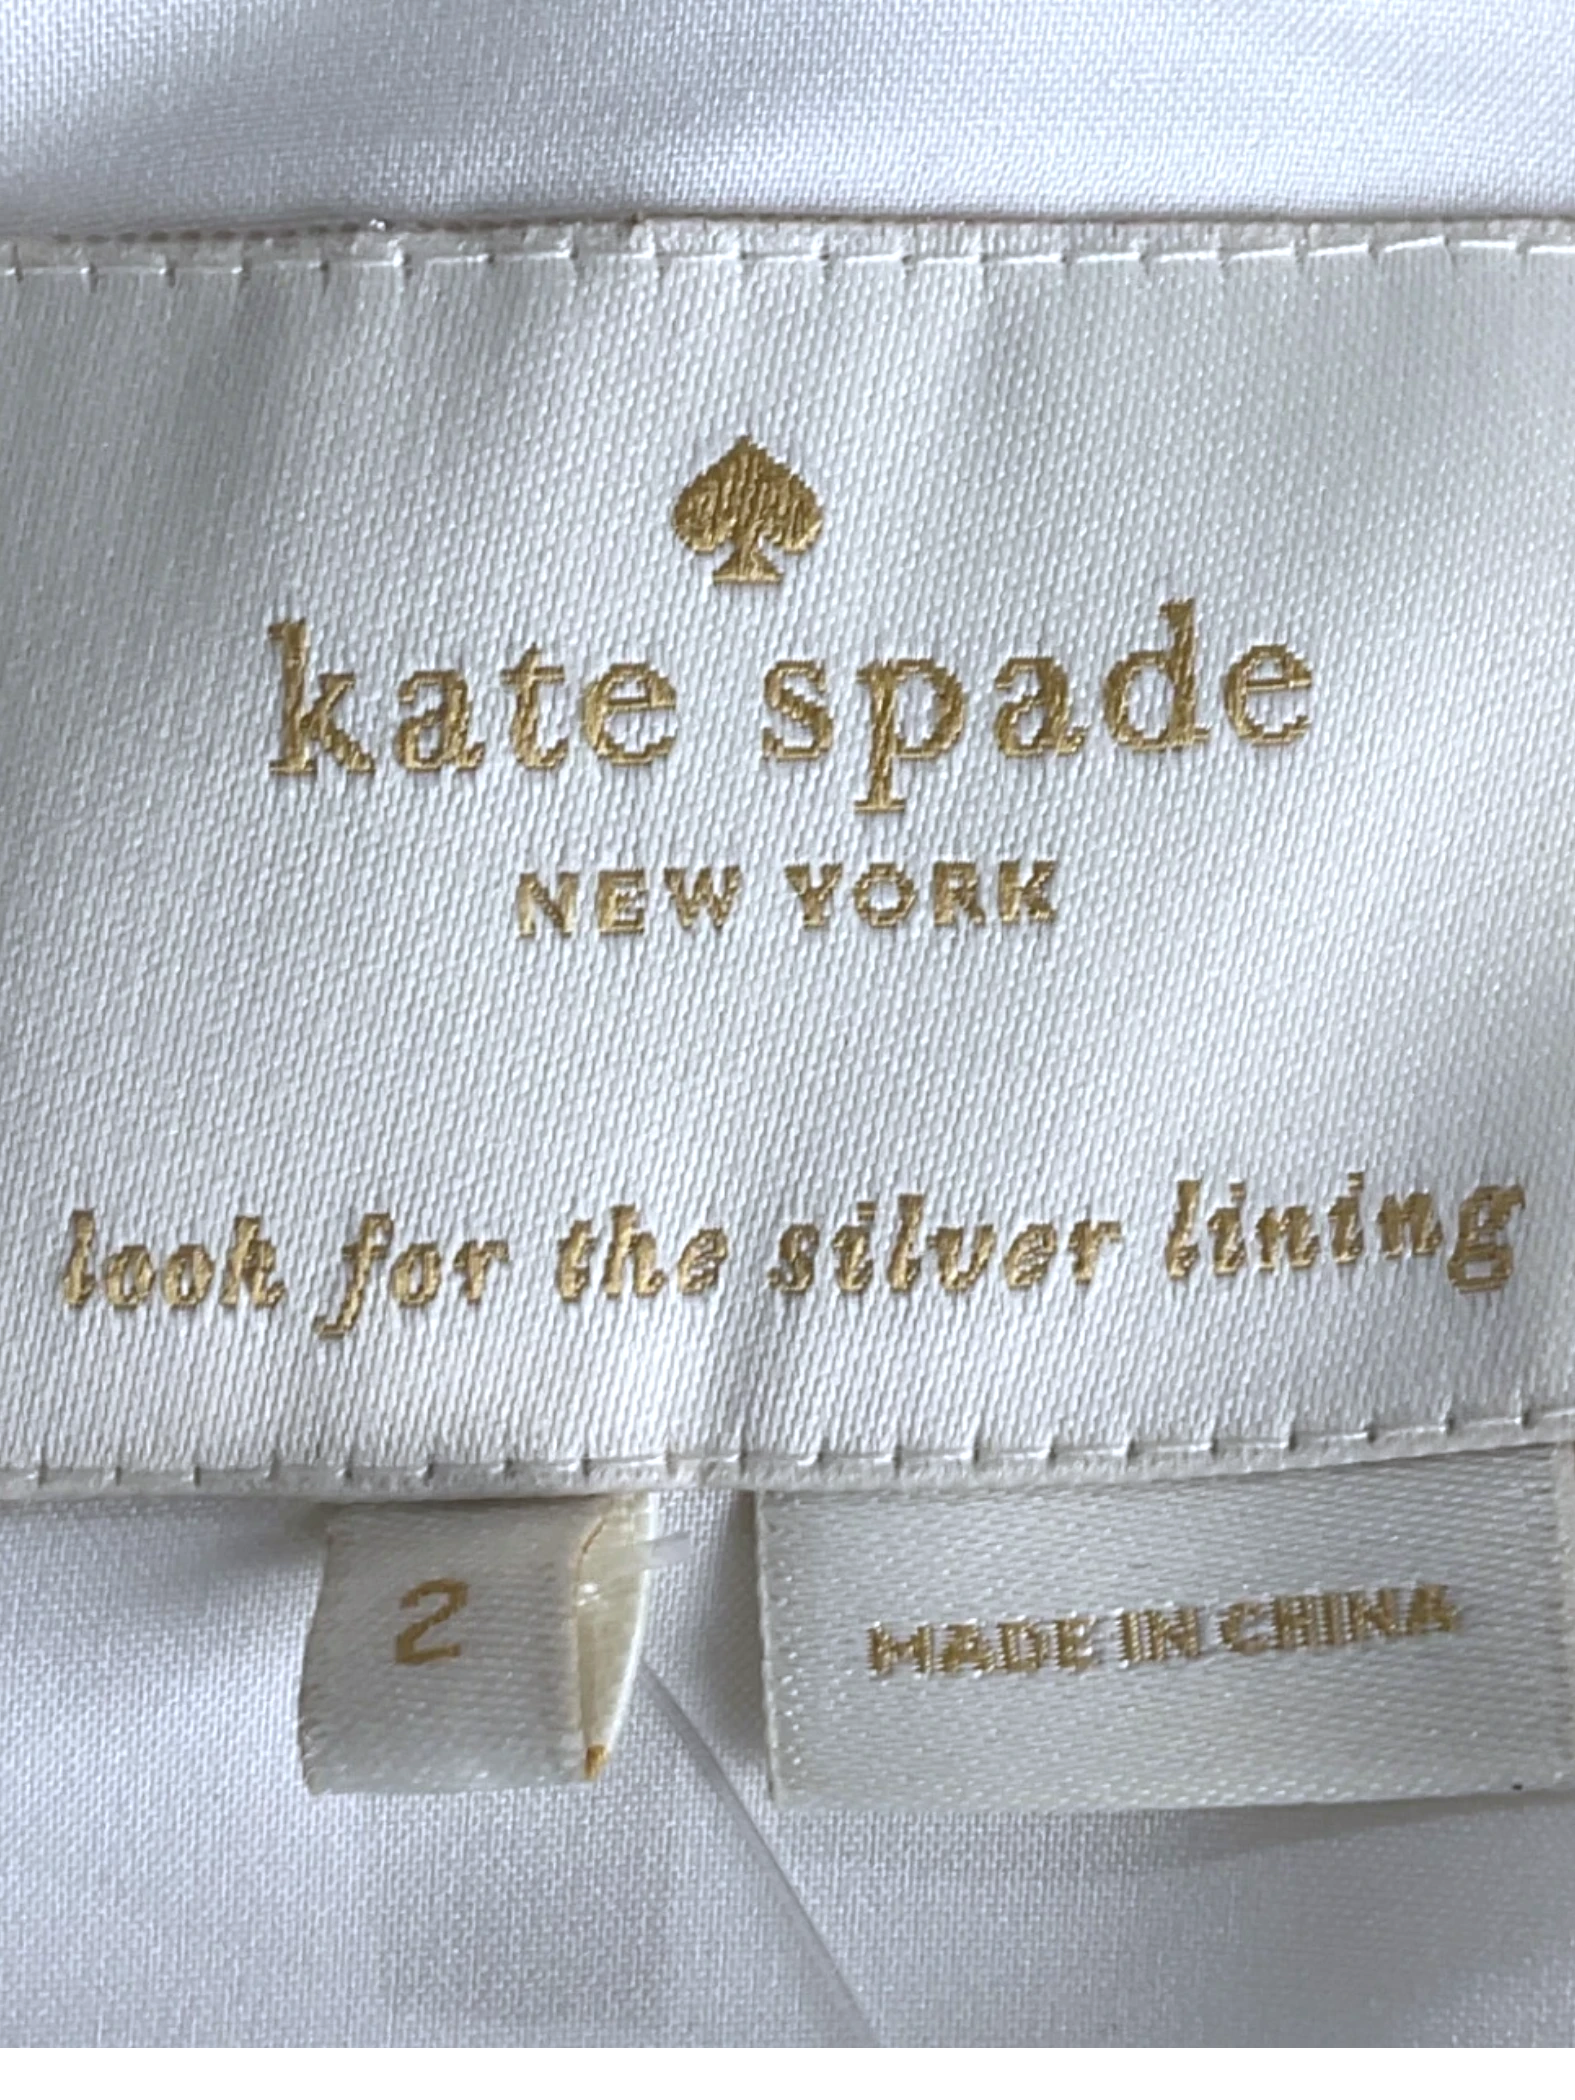 kate spade
NEW YORK
look for the silver lining
2
MADE IN CHINA